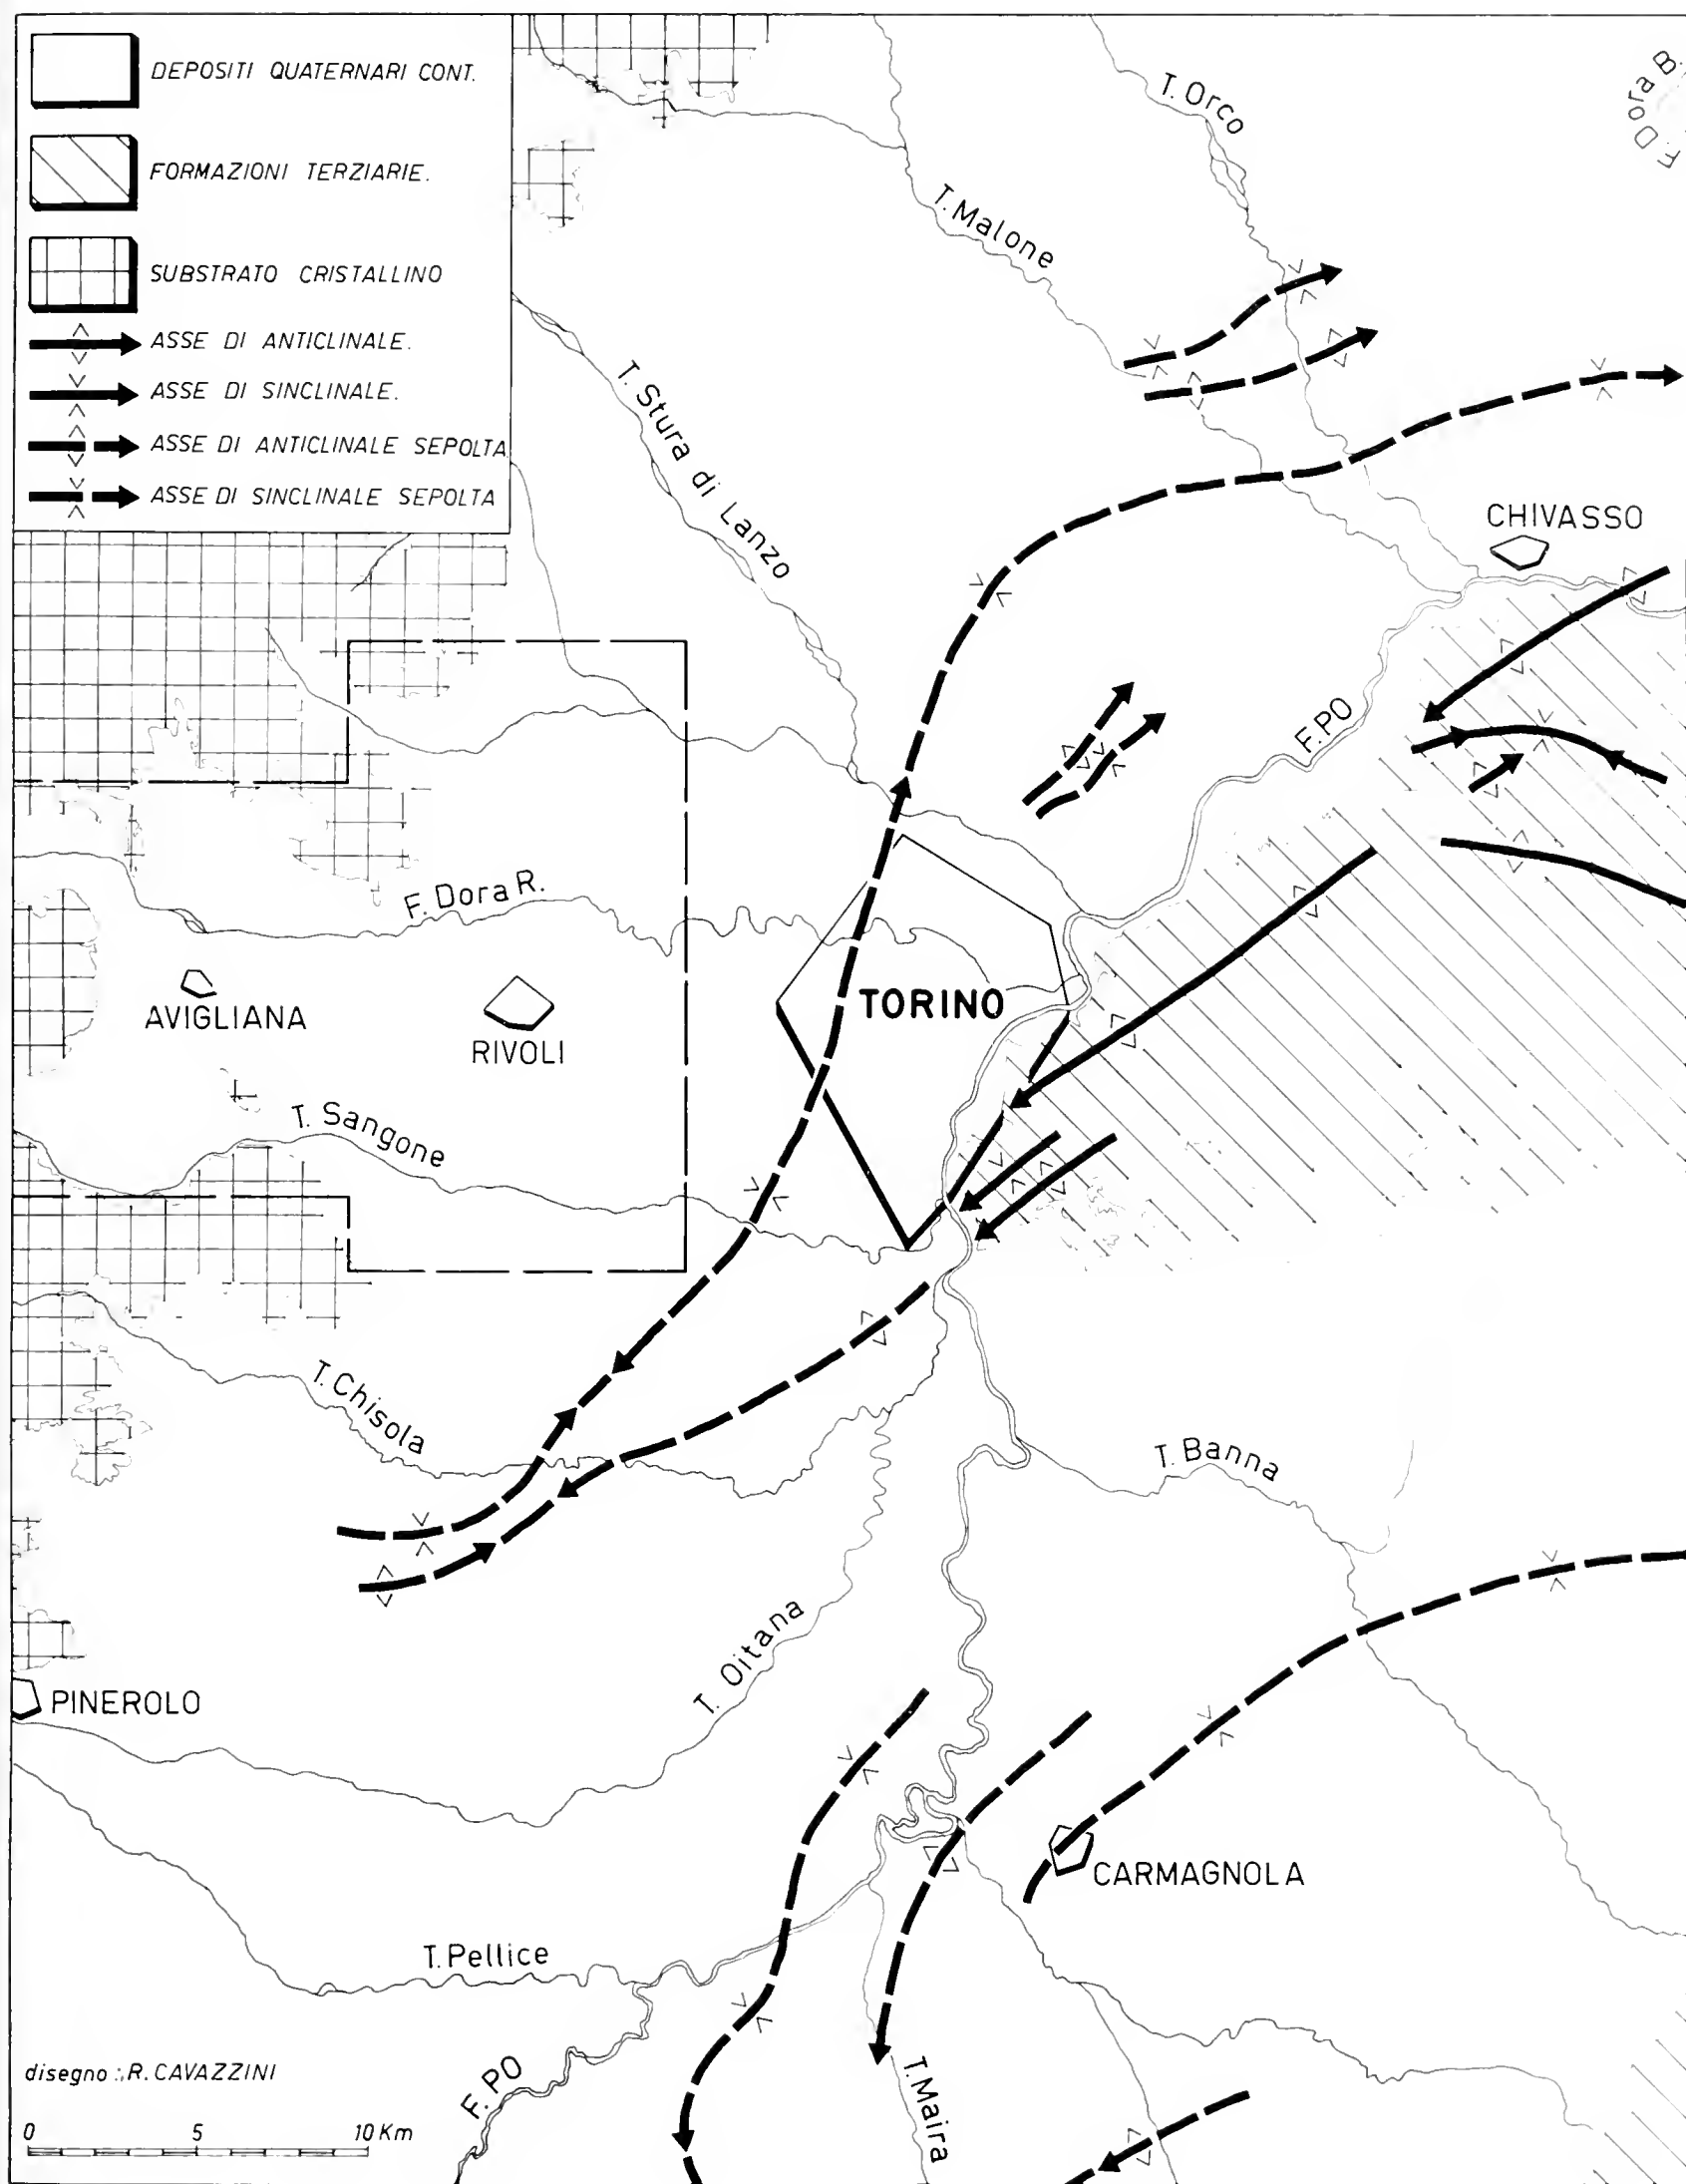 DEPOSITI QUATERNARI CONT.
FORMAZIONI TERZIARIE.
SUBSTRATO CRISTALLINO
ASSE DI ANTICLINALE.
ASSE DI SINCLINALE.
ASSE DI ANTICLINALE SEPOLTA
ASSE DI SINCLINALE SEPOLTA
T. Orco
F. Dora B.
T. Malone
T. Stura di Lanzo
CHIVASSO
F. PO
F. Dora R.
AVIGLIANA
RIVOLI
TORINO
T. Sangone
T. Chisola
T. Banna
T. Oitana
PINEROLO
CARMAGNOLA
T. Pellice
F. PO
T. Maira
disegno : R. CAVAZZINI
0 5 10 Km